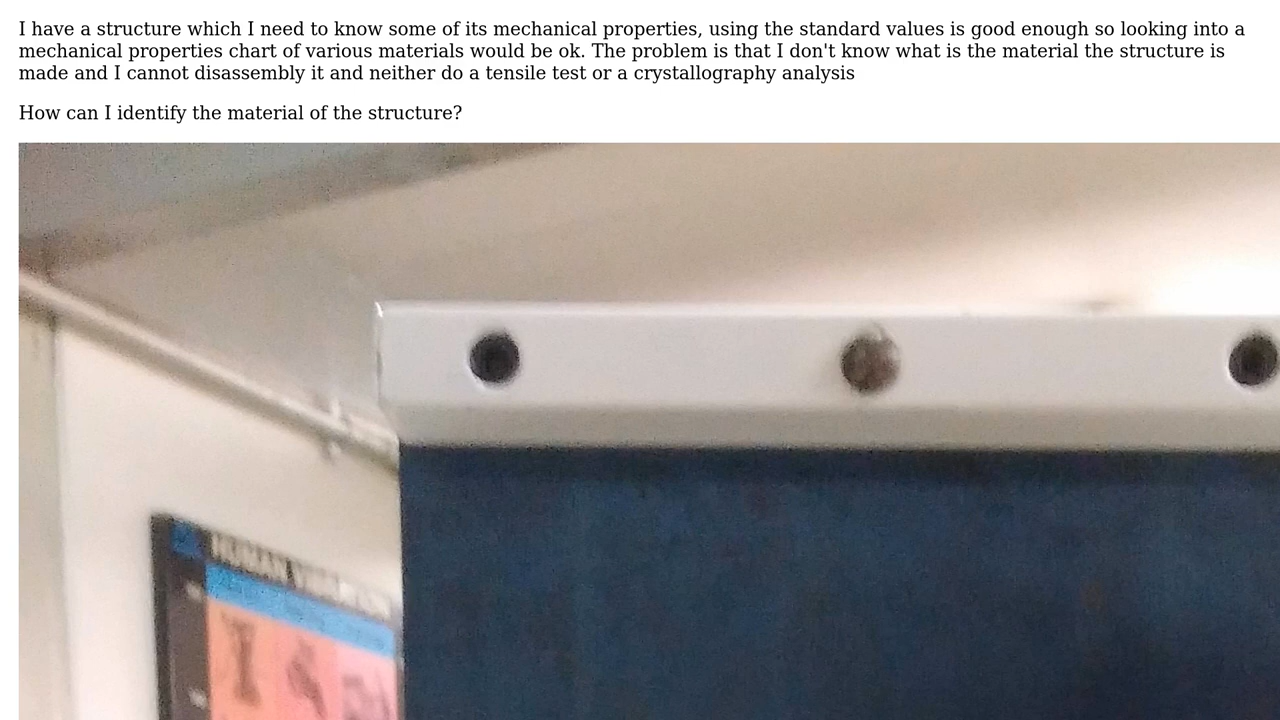 I have a structure which I need to know some of its mechanical properties, using the standard values is good enough so looking into a
mechanical properties chart of various materials would be ok. The problem is that I don't know what is the material the structure is
made and I cannot disassembly it and neither do a tensile test or a crystallography analysis
How can I identify the material of the structure?
HUMAN